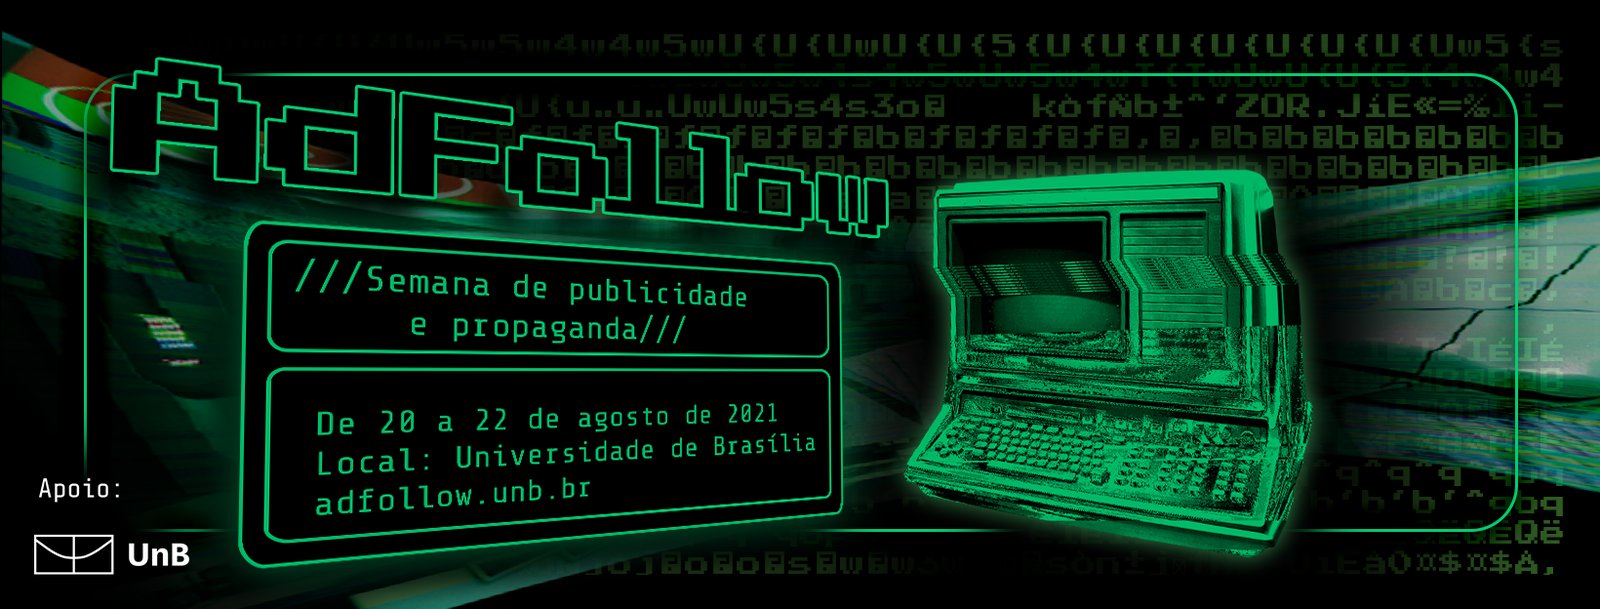 AdFollow
///Semana de publicidade
e propaganda///
De 20 a 22 de agosto de 2021
Local: Universidade de Brasília
adfollow.unb.br
Apoio:
UnB